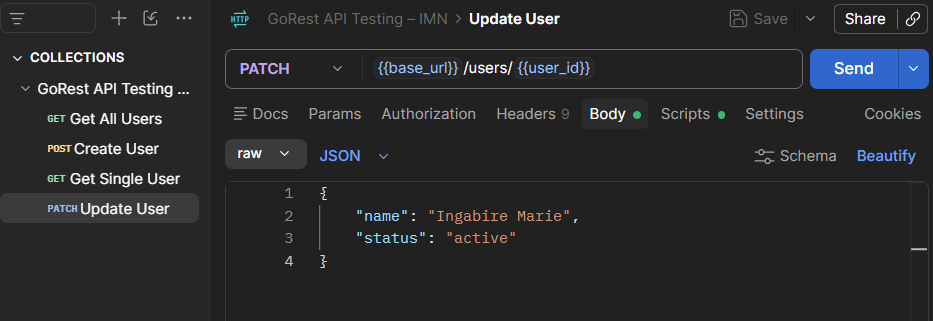 GoRest API Testing – IMN > Update User
Save
Share
COLLECTIONS
GoRest API Testing ...
GET Get All Users
POST Create User
GET Get Single User
PATCH Update User
HTTP
PATCH
{{base_url}} /users/ {{user_id}}
Send
Docs Params Authorization Headers 9 Body Scripts Settings Cookies
raw JSON Schema Beautify
1 {
2 "name": "Ingabire Marie",
3 "status": "active"
4 }